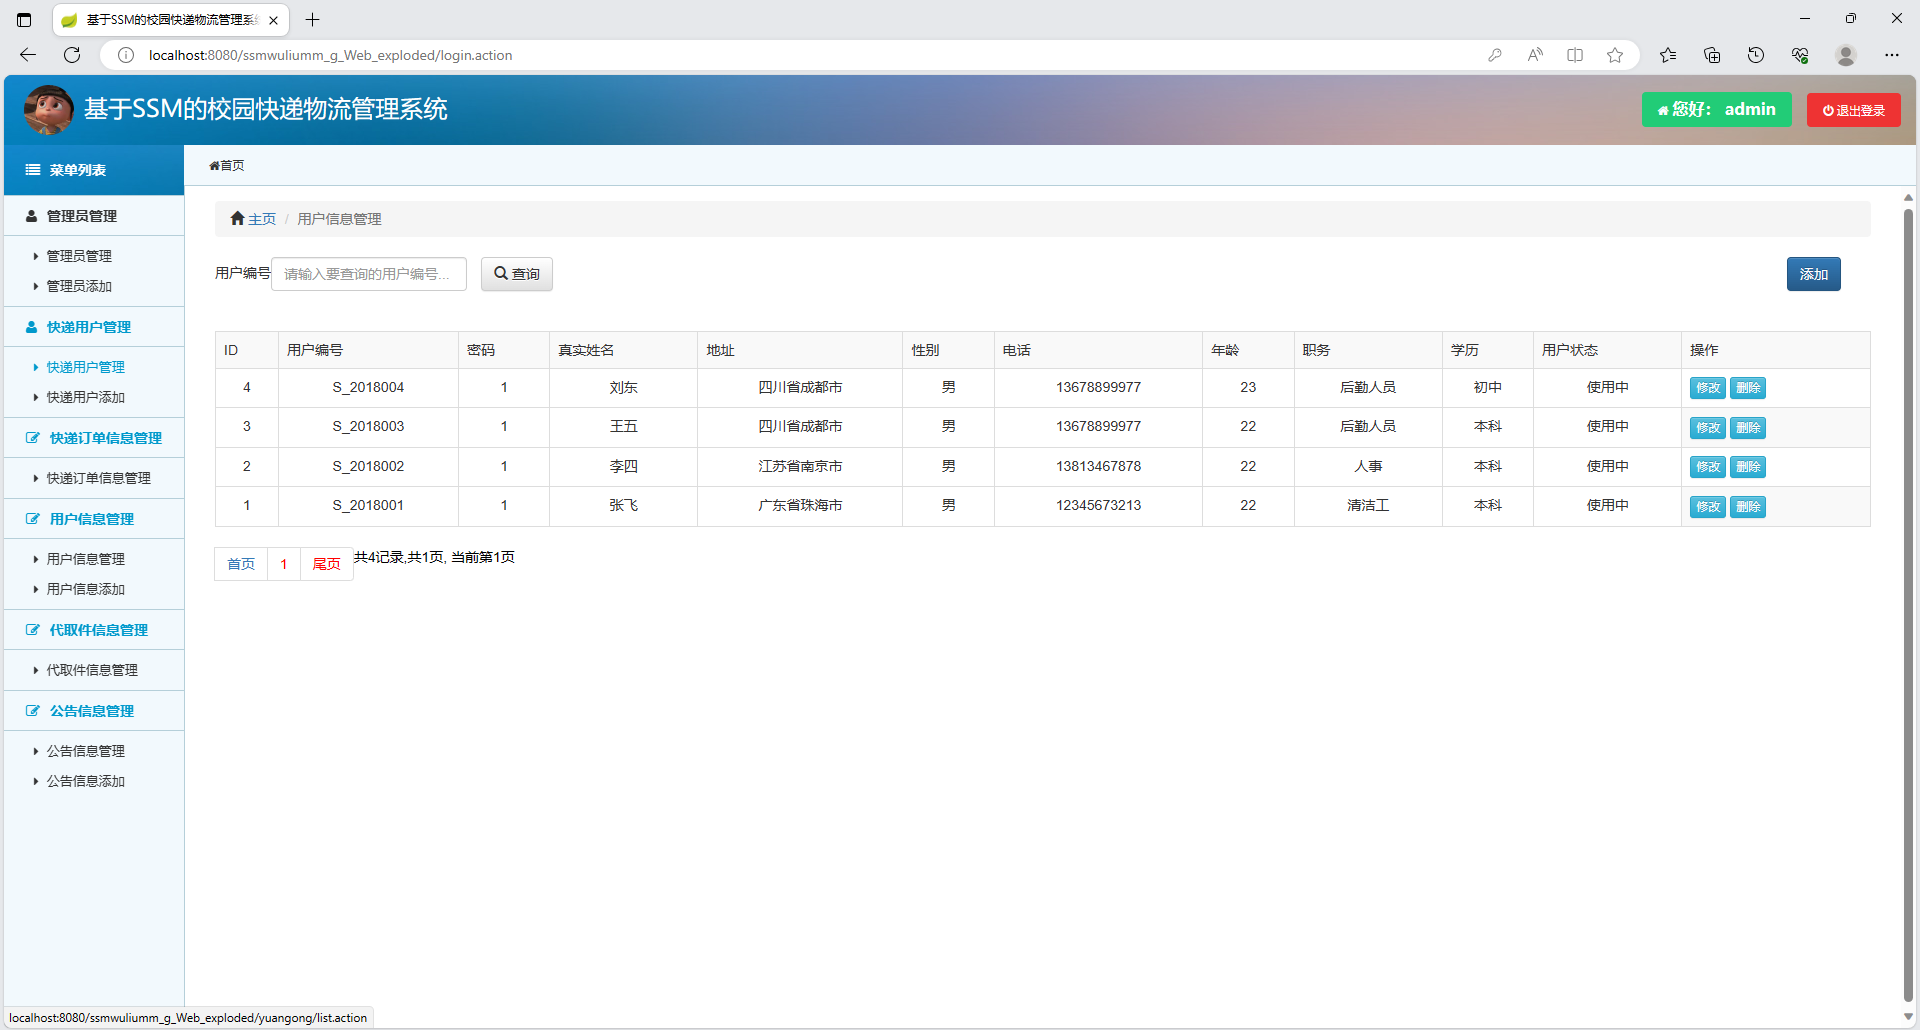 基于SSM的校园快递物流管理系统
localhost:8080/ssmwuliumm_g_Web_exploded/login.action
基于SSM的校园快递物流管理系统
您好： admin
退出登录
菜单列表
首页
管理员管理
管理员管理
管理员添加
快递用户管理
快递用户管理
快递用户添加
快递订单信息管理
快递订单信息管理
用户信息管理
用户信息管理
用户信息添加
代取件信息管理
代取件信息管理
公告信息管理
公告信息管理
公告信息添加
主页 / 用户信息管理
用户编号 请输入要查询的用户编号... 查询 添加
ID 用户编号 密码 真实姓名 地址 性别 电话 年龄 职务 学历 用户状态 操作
4 S_2018004 1 刘东 四川省成都市 男 13678899977 23 后勤人员 初中 使用中 修改 删除
3 S_2018003 1 王五 四川省成都市 男 13678899977 22 后勤人员 本科 使用中 修改 删除
2 S_2018002 1 李四 江苏省南京市 男 13813467878 22 人事 本科 使用中 修改 删除
1 S_2018001 1 张飞 广东省珠海市 男 12345673213 22 清洁工 本科 使用中 修改 删除
首页 1 尾页 共4记录,共1页, 当前第1页
localhost:8080/ssmwuliumm_g_Web_exploded/yuangong/list.action